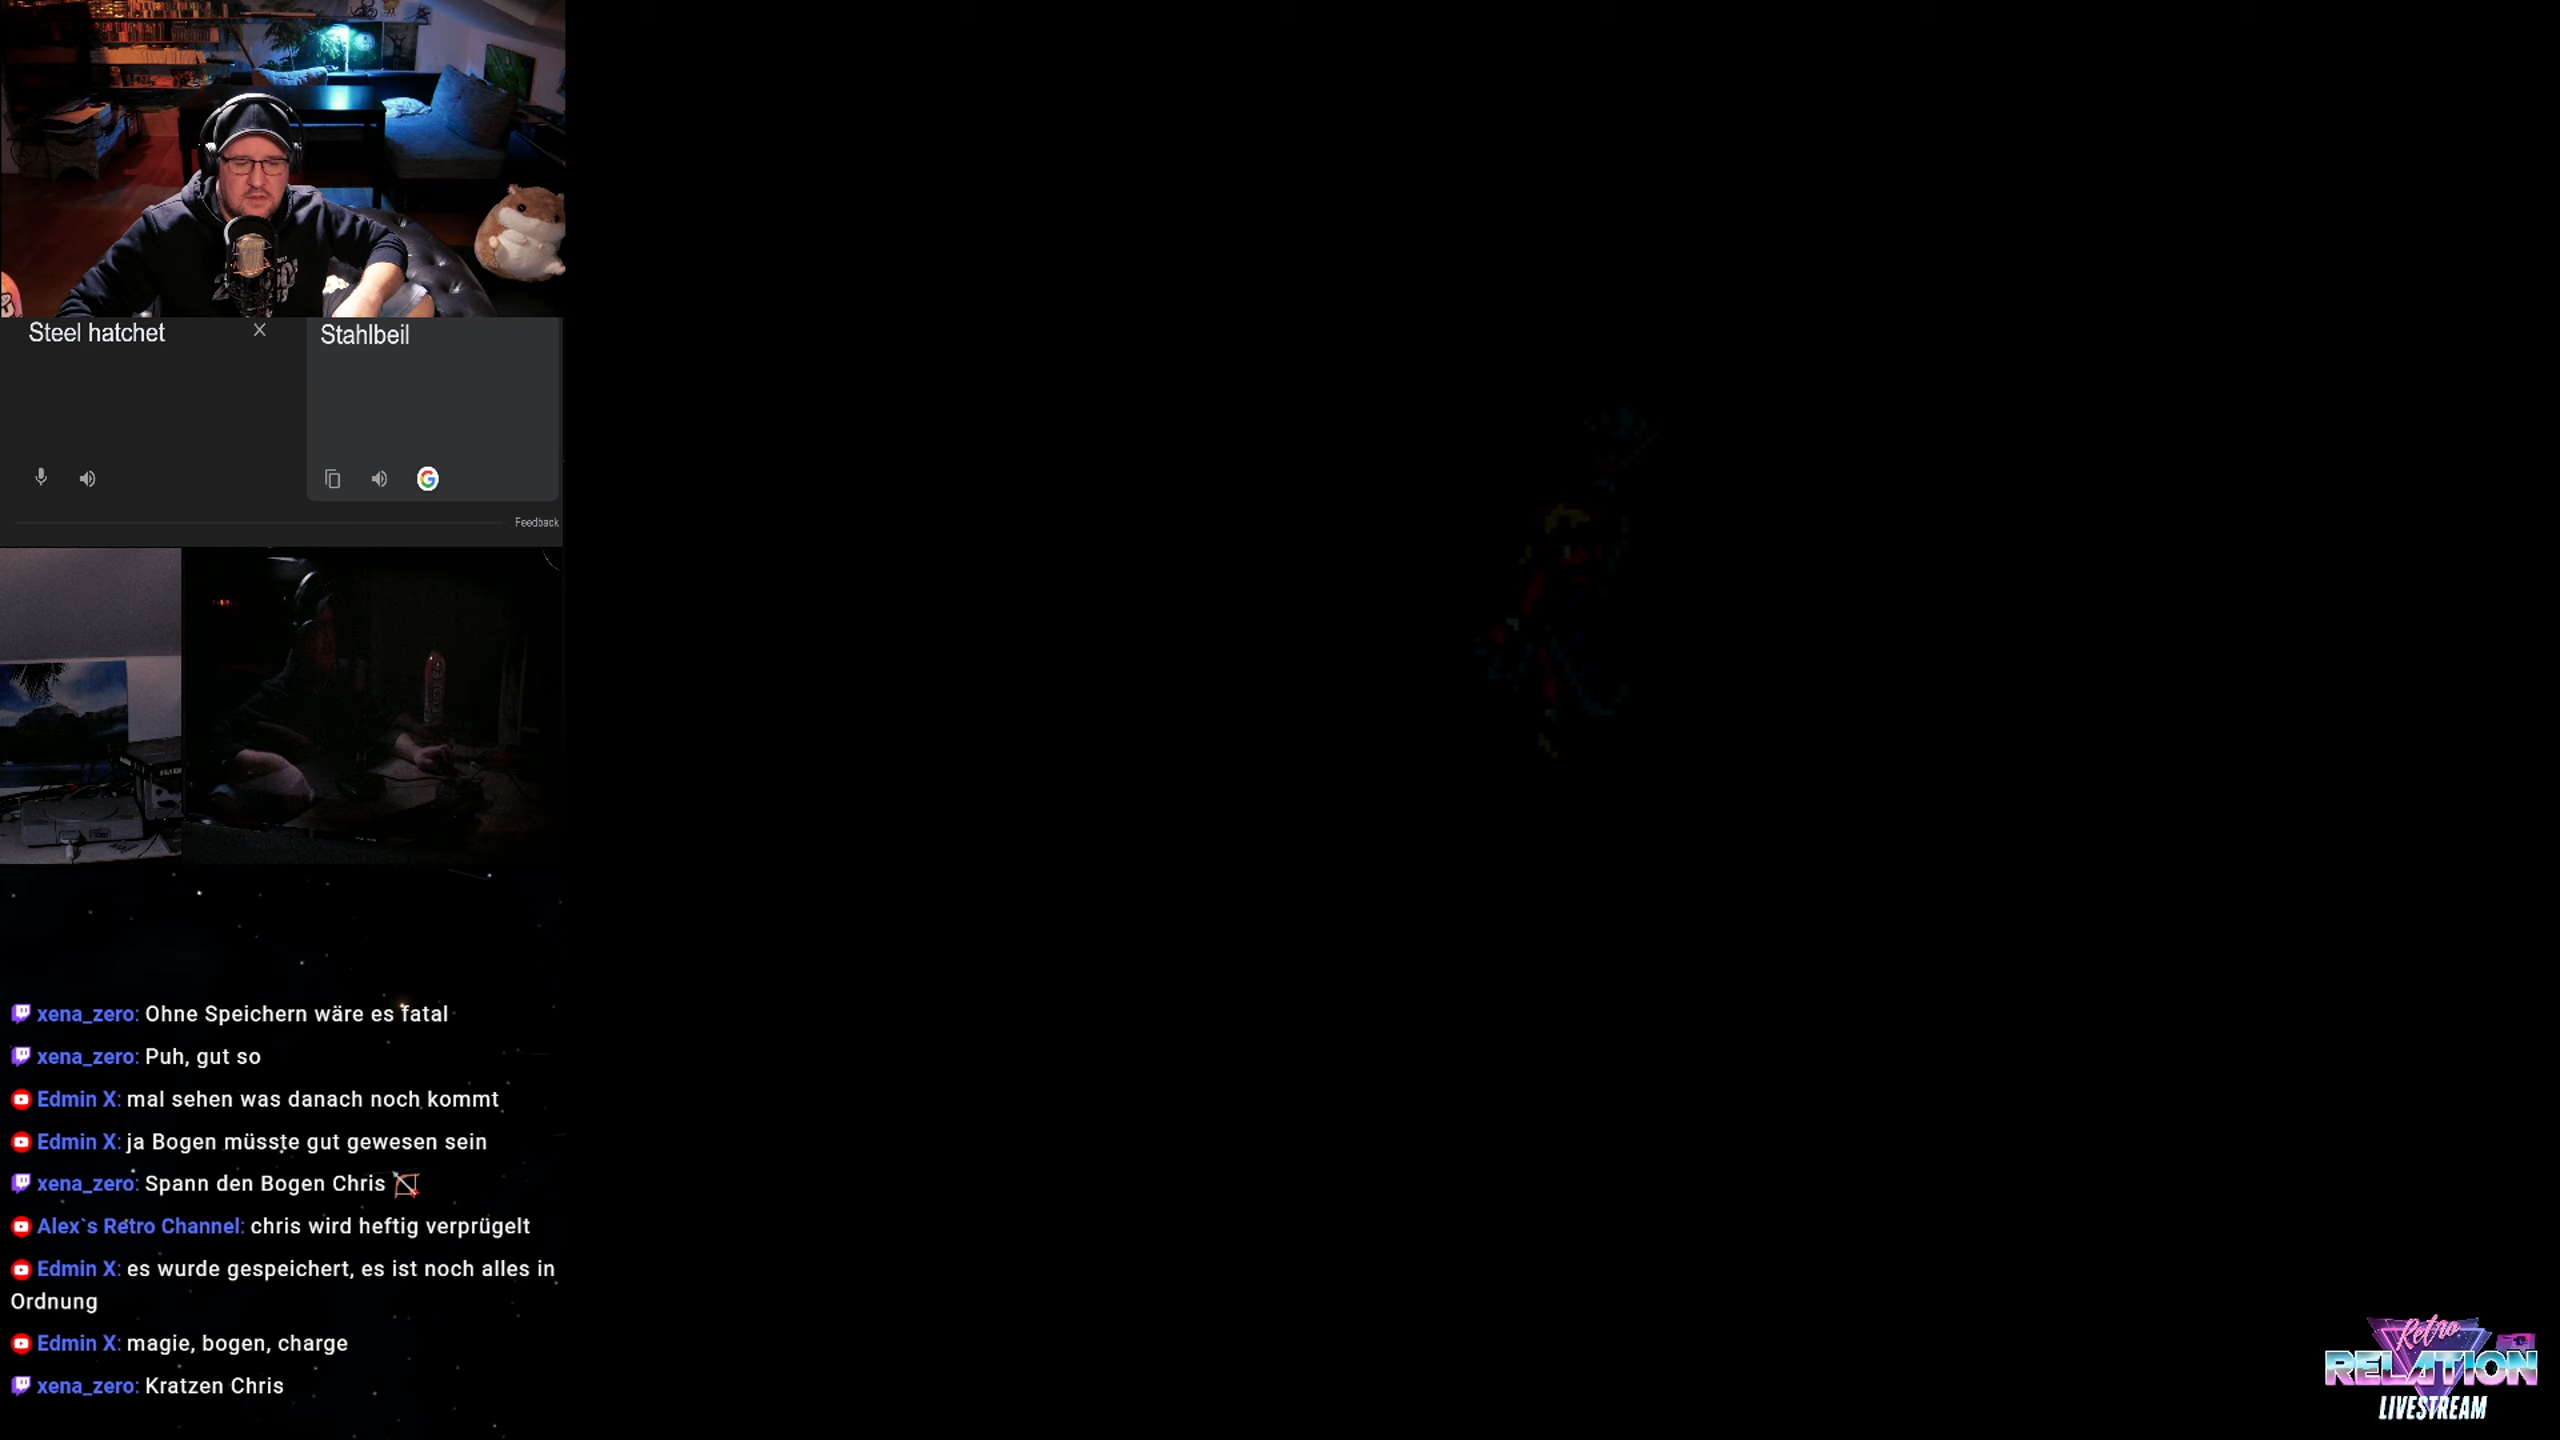 Steel hatchet
Stahlbeil
Feedback
xena_zero: Ohne Speichern wäre es fatal
xena_zero: Puh, gut so
Edmin X: mal sehen was danach noch kommt
Edmin X: ja Bogen müsste gut gewesen sein
xena_zero: Spann den Bogen Chris 🏹
Alex`s Retro Channel: chris wird heftig verprügelt
Edmin X: es wurde gespeichert, es ist noch alles in
Ordnung
Edmin X: magie, bogen, charge
xena_zero: Kratzen Chris
Retro
RELATION
LIVESTREAM